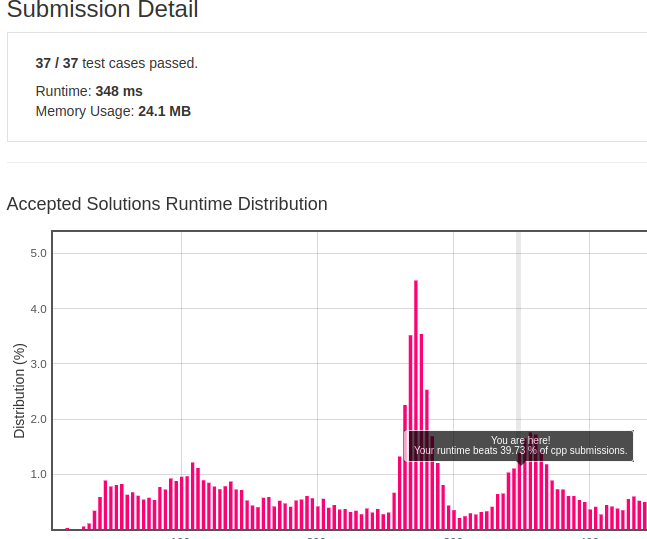 Submission Detail
37 / 37 test cases passed.
Runtime: 348 ms
Memory Usage: 24.1 MB
Accepted Solutions Runtime Distribution
5.0
4.0
3.0
2.0
1.0
Distribution (%)
You are here!
Your runtime beats 39.73 % of cpp submissions.